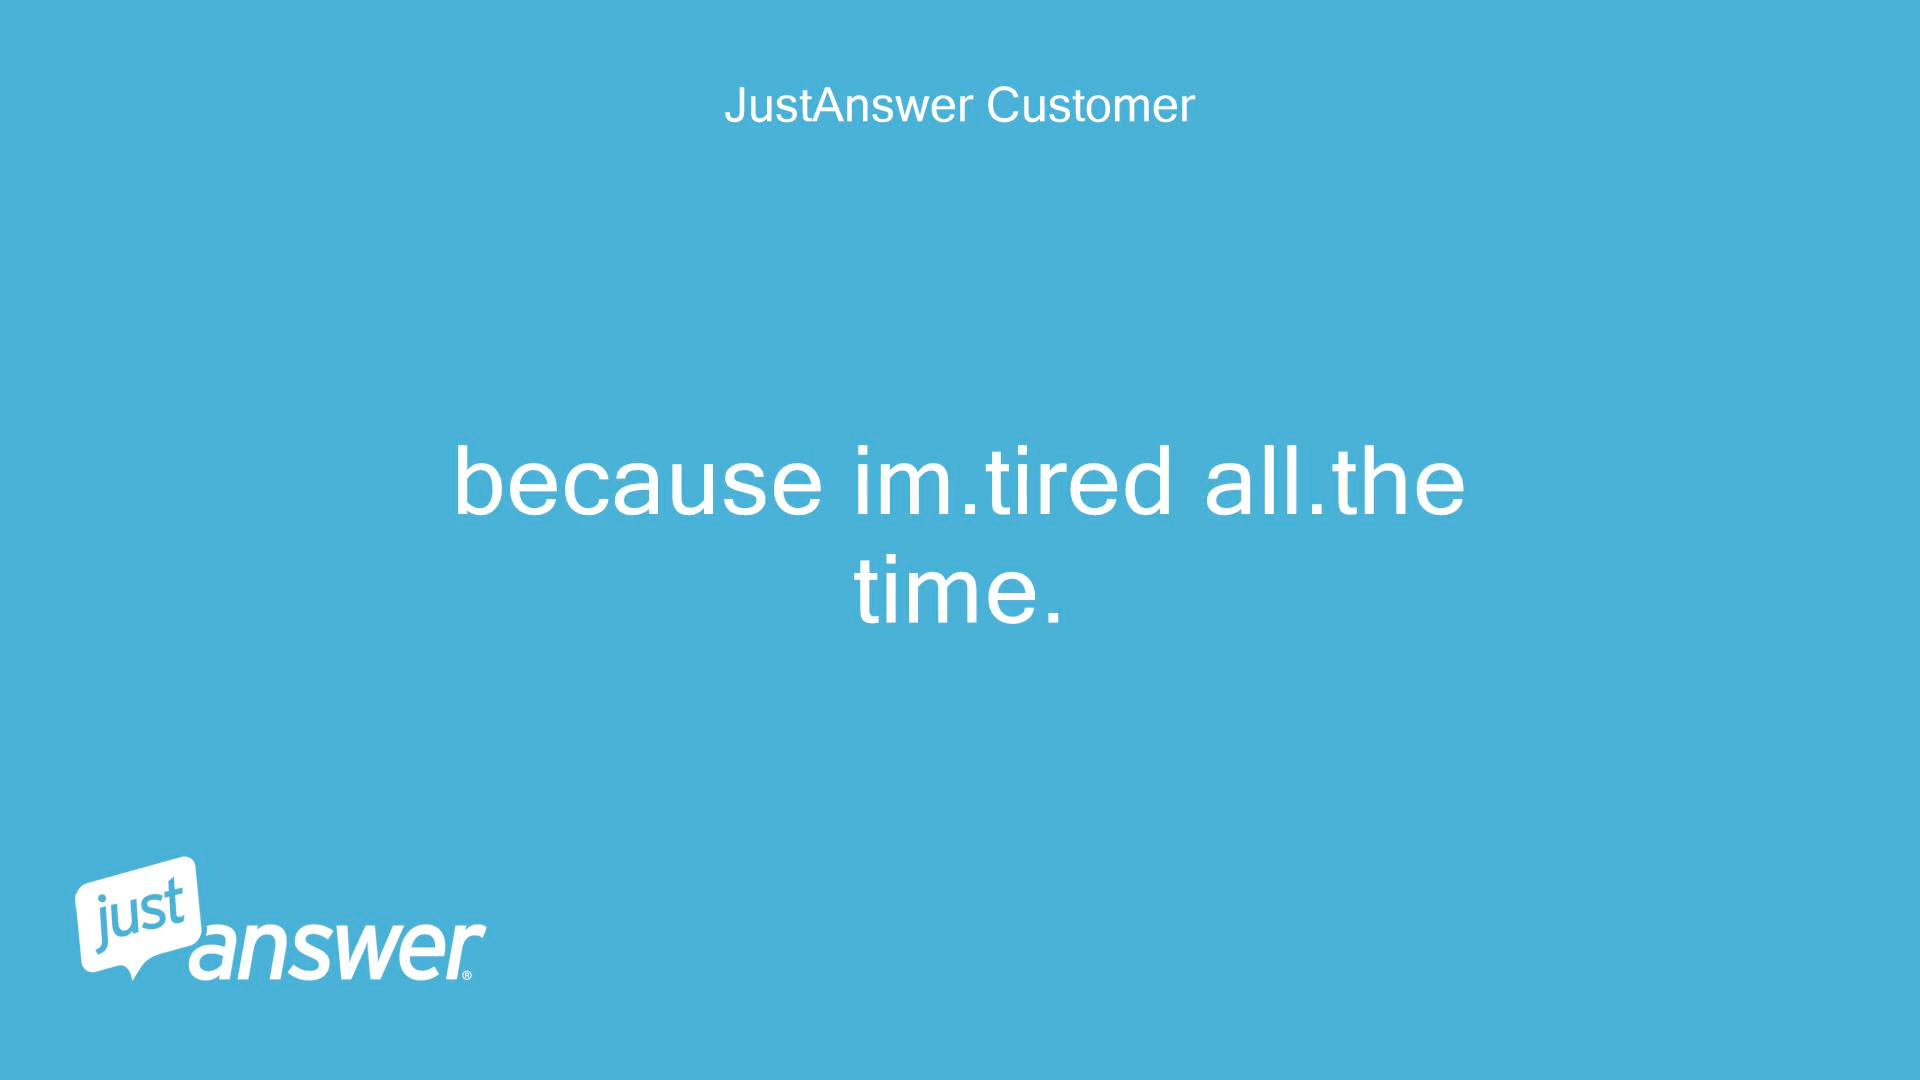 JustAnswer Customer
because im.tired all.the
time.
just
answer®